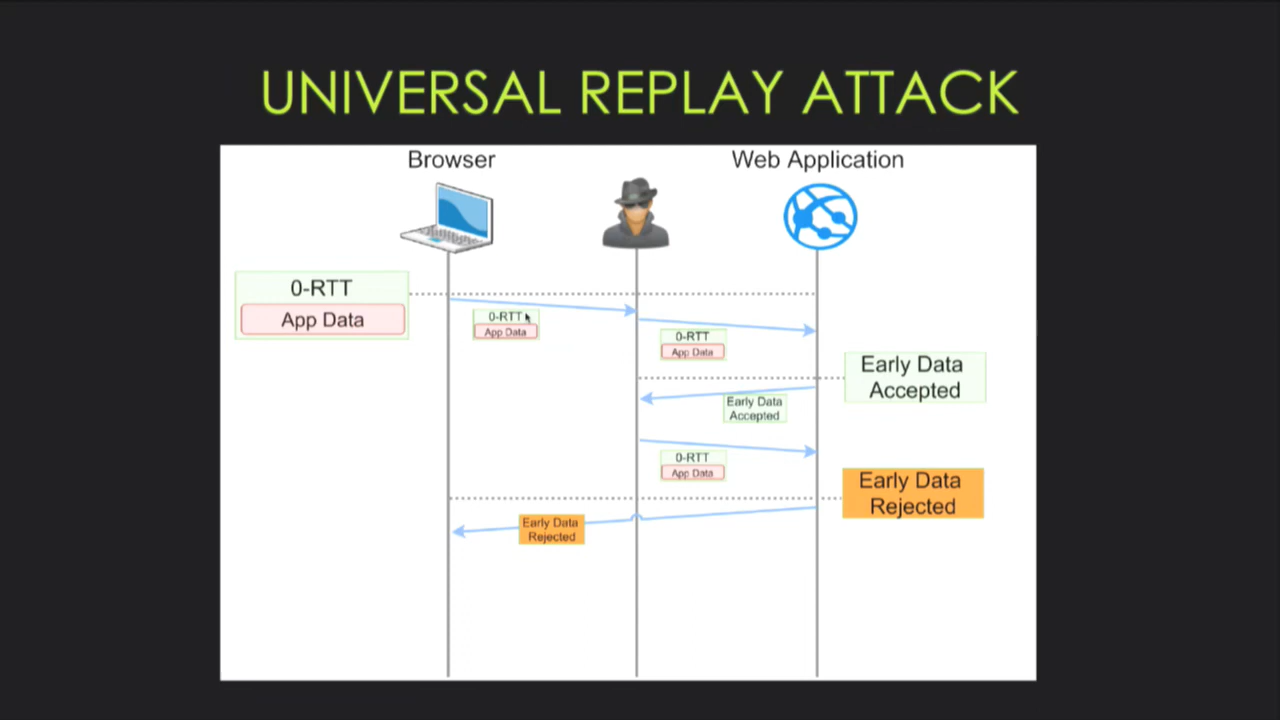 UNIVERSAL REPLAY ATTACK
Browser
Web Application
0-RTT
App Data
0-RTT
App Data
0-RTT
App Data
Early Data
Accepted
Early Data
Accepted
0-RTT
App Data
Early Data
Rejected
Early Data
Rejected